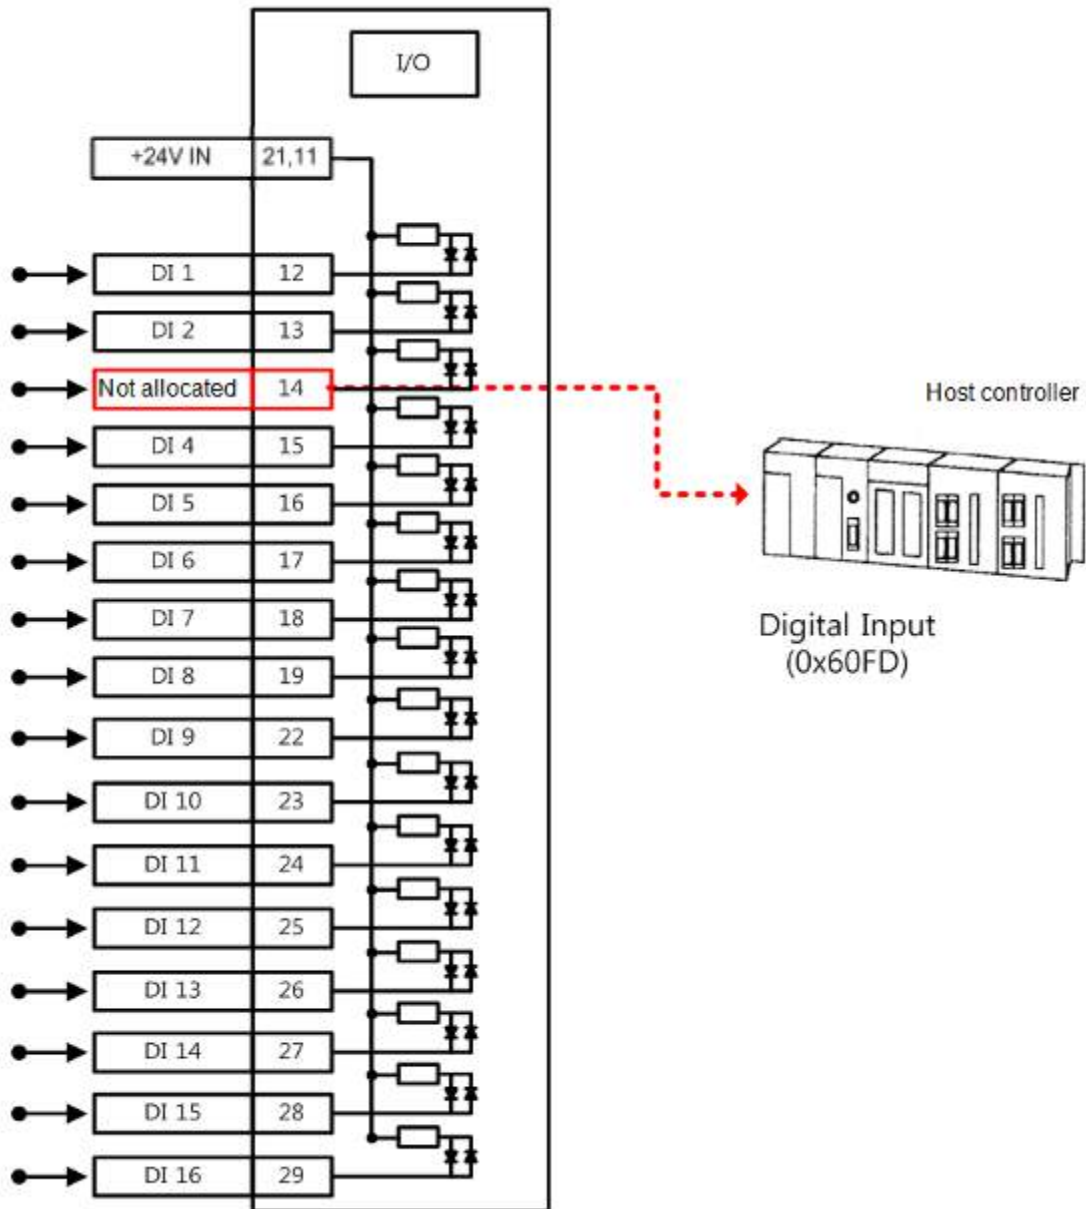 I/O
+24V IN 21,11
DI 1 12
DI 2 13
Not allocated 14
Host controller
DI 4 15
DI 5 16
DI 6 17
DI 7 18
Digital Input
(0x60FD)
DI 8 19
DI 9 22
DI 10 23
DI 11 24
DI 12 25
DI 13 26
DI 14 27
DI 15 28
DI 16 29